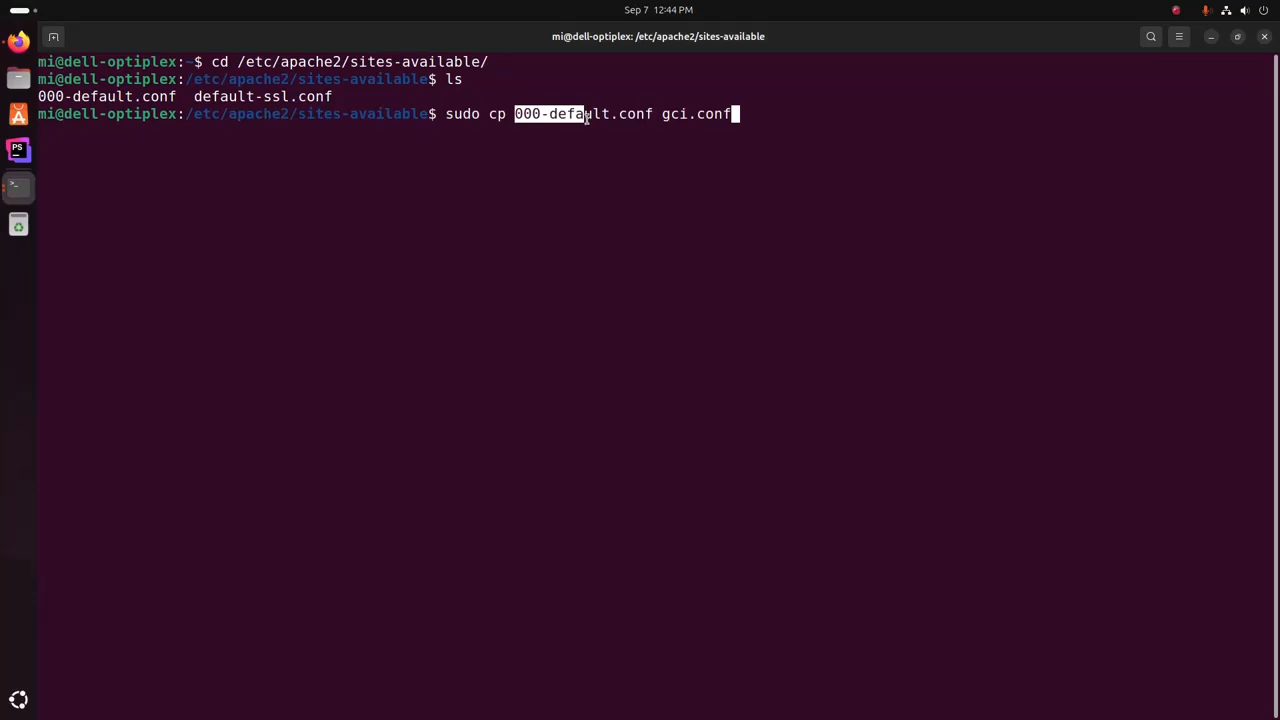 Sep 7 12:44 PM
mi@dell-optiplex: /etc/apache2/sites-available
mi@dell-optiplex:~$ cd /etc/apache2/sites-available/
mi@dell-optiplex:/etc/apache2/sites-available$ ls
000-default.conf  default-ssl.conf
mi@dell-optiplex:/etc/apache2/sites-available$ sudo cp 000-default.conf gci.conf
PS